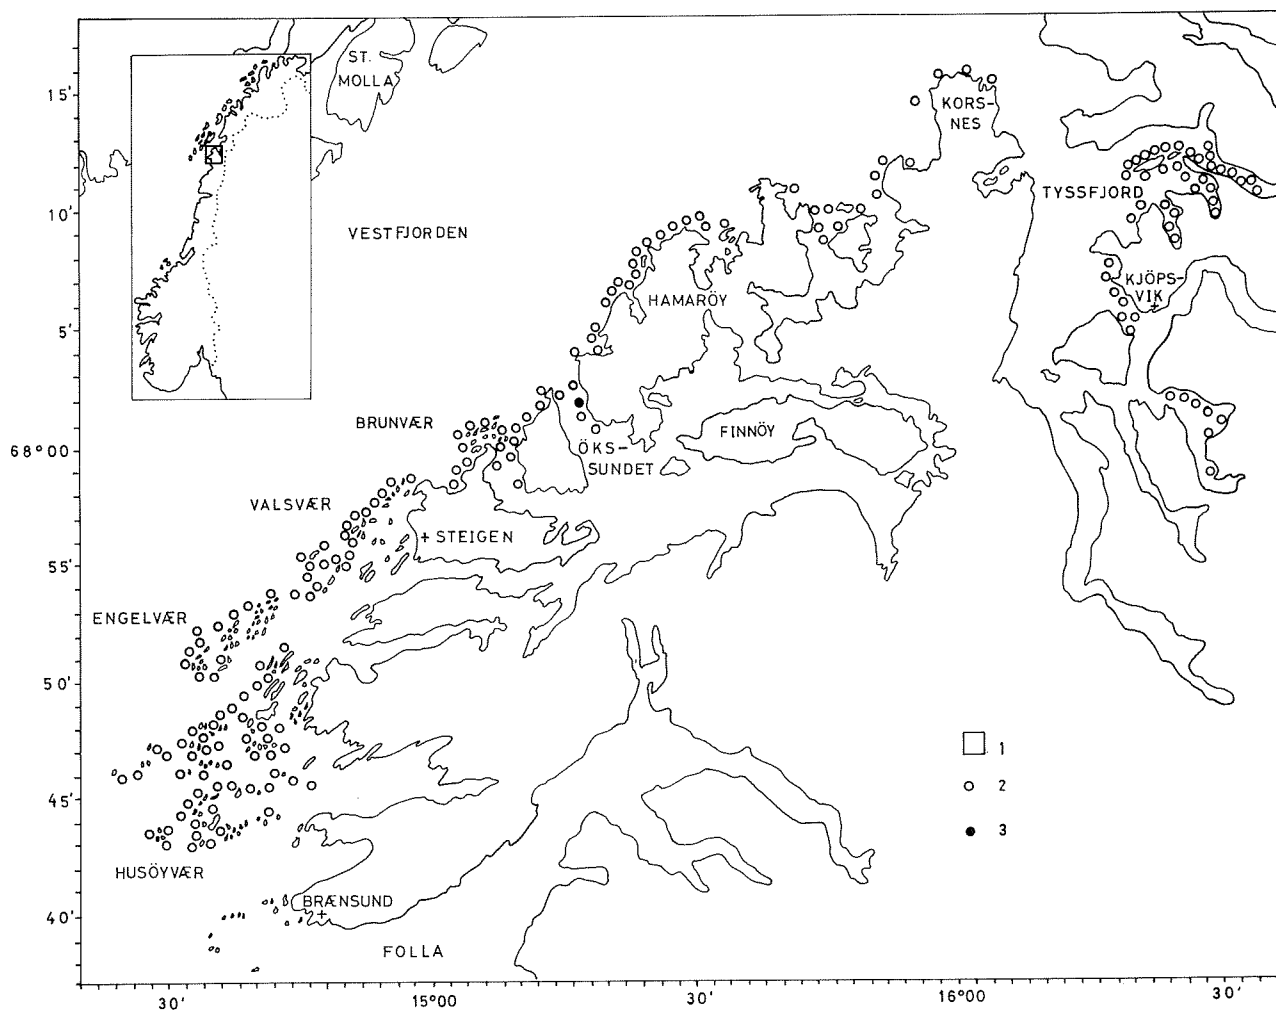 ST.
MOLLA
KORS-
NES
15'
TYSSFJORD
10'
VESTFJORDEN
KJÖPS-
VIK
HAMARÖY
5'
BRUNVÆR
FINNÖY
68°00
ÖKS-
SUNDET
VALSVÆR
STEIGEN
55'
ENGELVÆR
50'
1
2
45'
3
HUSÖYVÆR
BRÆNSUND
40'
FOLLA
30'
15°00
30'
16°00
30'